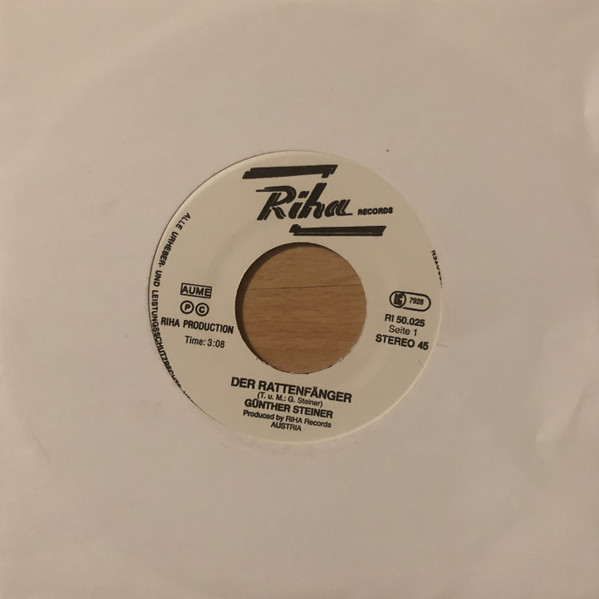 Riha RECORDS
ALLE URHEBER- UND LEISTUNGSSCHUTZRECHTE
AUME
P C
RIHA PRODUCTION
Time: 3:08
LC 7928
RI 50.025
Seite 1
STEREO 45
DER RATTENFÄNGER
(T. u. M.: G. Steiner)
GÜNTHER STEINER
Produced by RIHA Records
AUSTRIA